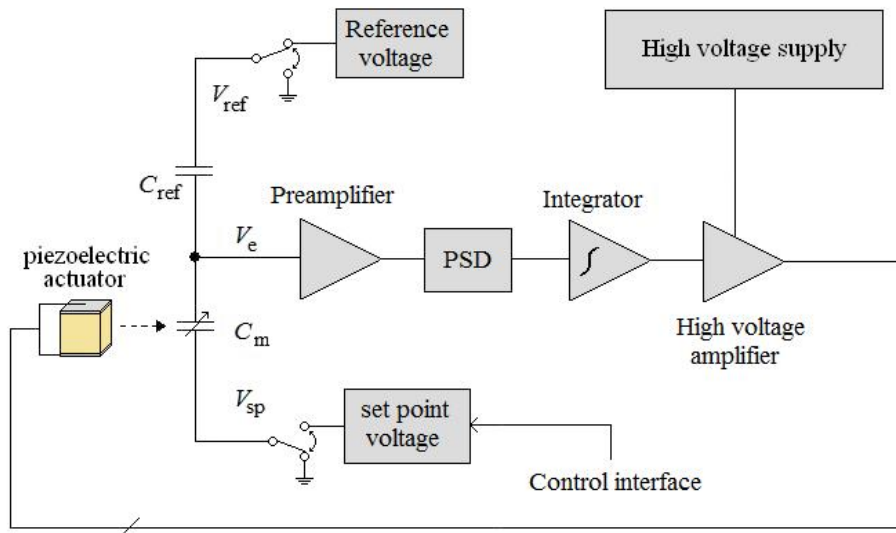 Reference
voltage
High voltage supply
V_ref
C_ref
Preamplifier
Integrator
V_e
PSD
∫
piezoelectric
actuator
C_m
High voltage
amplifier
V_sp
set point
voltage
Control interface